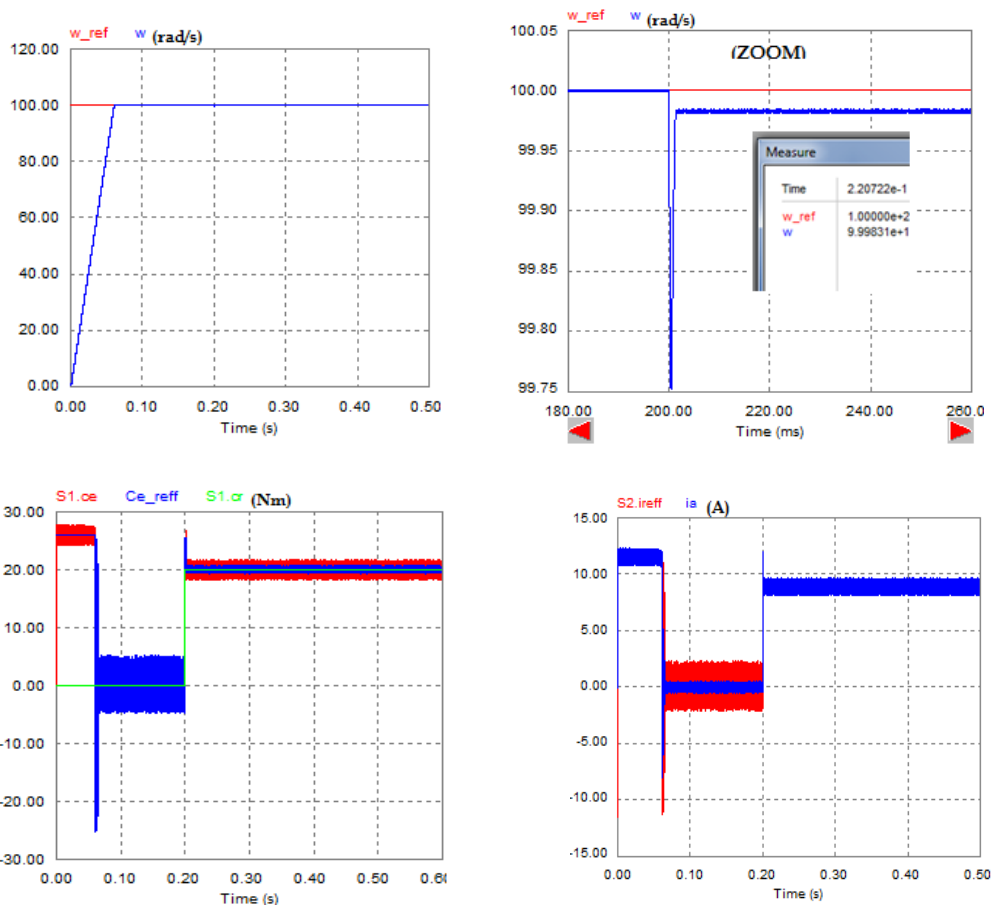 w_ref w (rad/s)
120.00
100.00
80.00
60.00
40.00
20.00
0.00
0.00 0.10 0.20 0.30 0.40 0.50
Time (s)
w_ref w (rad/s)
(ZOOM)
100.05
100.00
99.95
99.90
99.85
99.80
99.75
Measure
Time 2.20722e-1
w_ref 1.00000e+2
w 9.99831e+1
180.00 200.00 220.00 240.00 260.0
Time (ms)
S1.ce Ce_reff S1.cr (Nm)
30.00
20.00
10.00
0.00
-10.00
-20.00
-30.00
0.00 0.10 0.20 0.30 0.40 0.50 0.60
Time (s)
S2.ireff ia (A)
15.00
10.00
5.00
0.00
-5.00
-10.00
-15.00
0.00 0.10 0.20 0.30 0.40 0.50
Time (s)